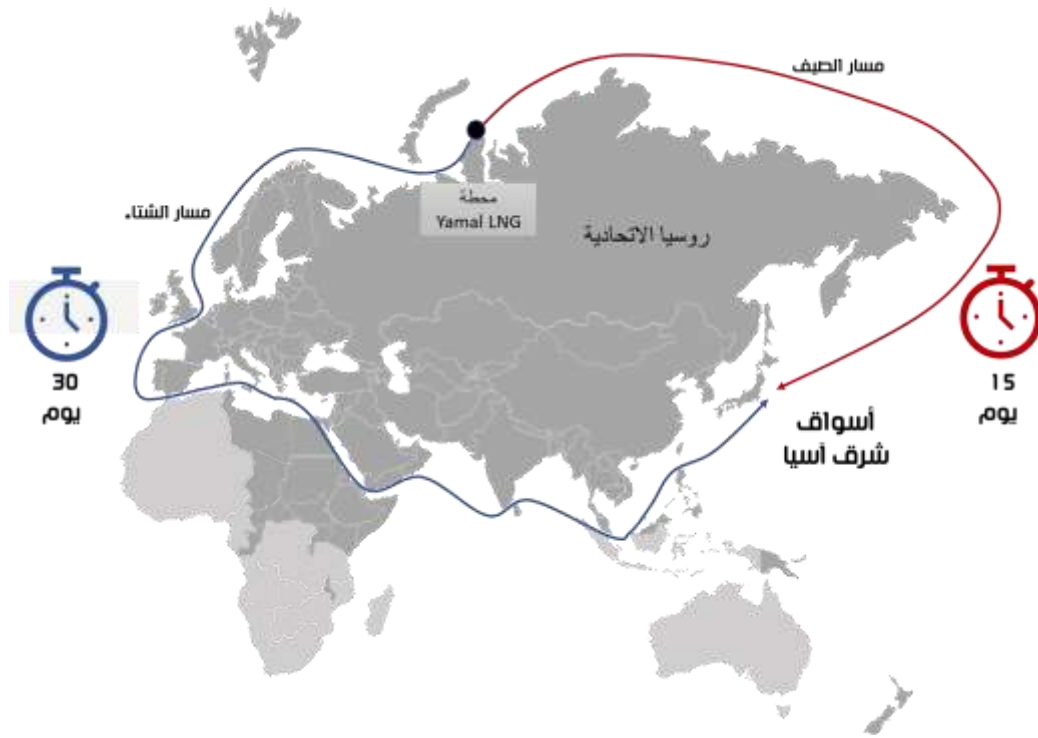 مسار الصيف
محطة
Yamal LNG
مسار الشتاء
روسيا الاتحادية
30
يوم
15
يوم
أسواق
شرق آسيا